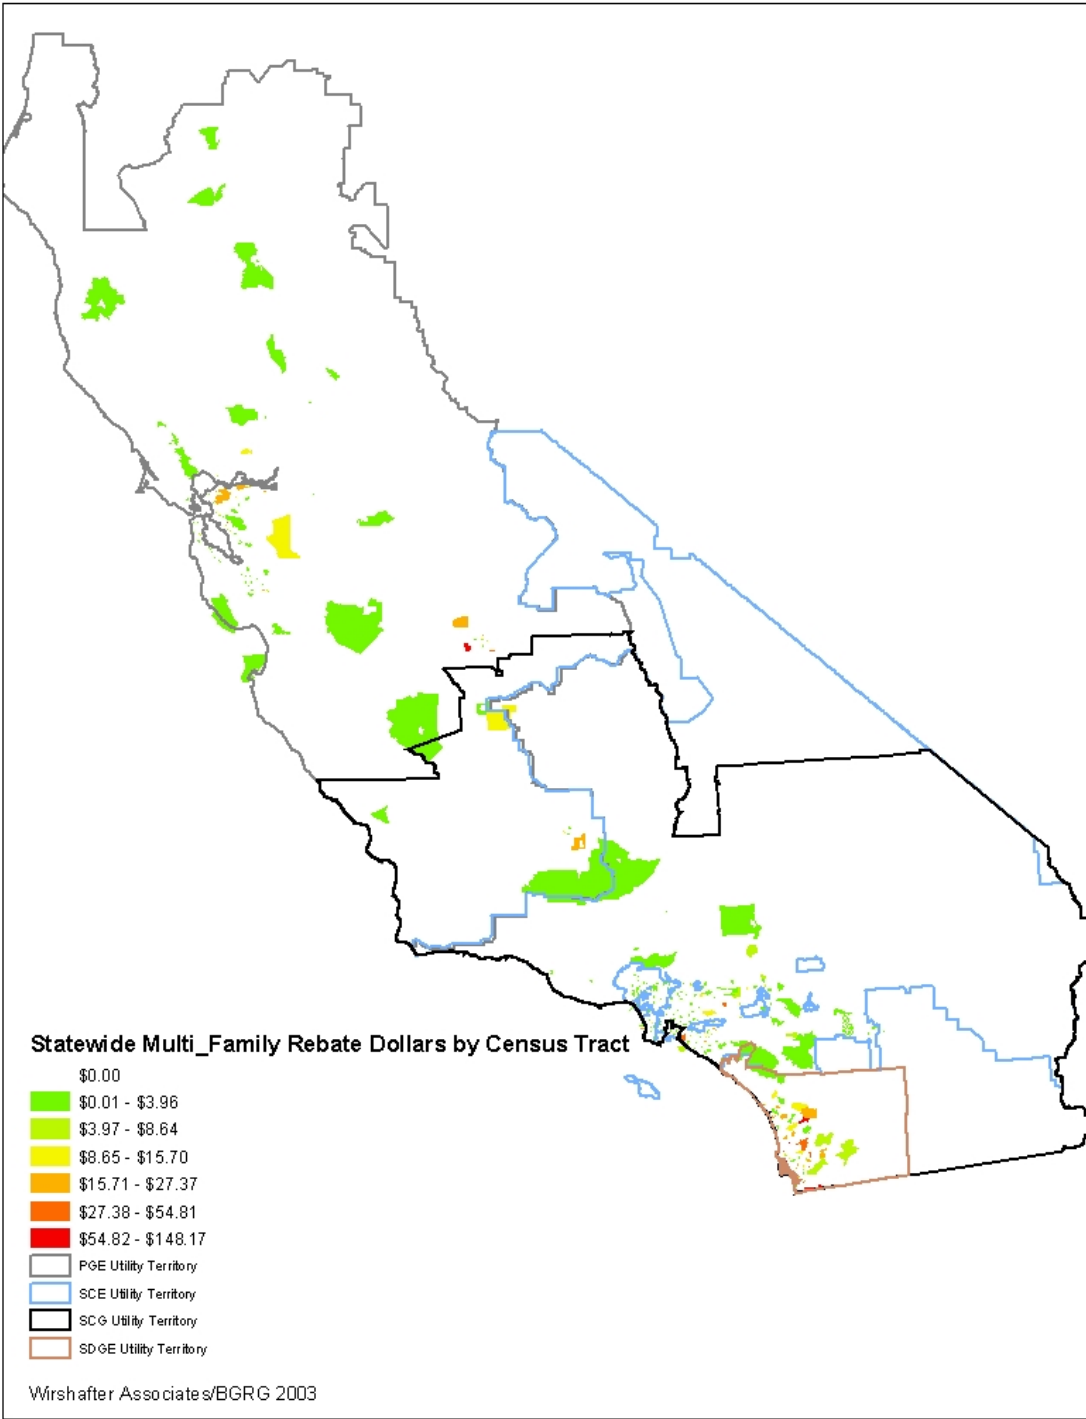 Statewide Multi_Family Rebate Dollars by Census Tract
$0.00
$0.01 - $3.96
$3.97 - $8.64
$8.65 - $15.70
$15.71 - $27.37
$27.38 - $54.81
$54.82 - $148.17
PGE Utility Territory
SCE Utility Territory
SCG Utility Territory
SDGE Utility Territory
Wirshafter Associates/BGRG 2003